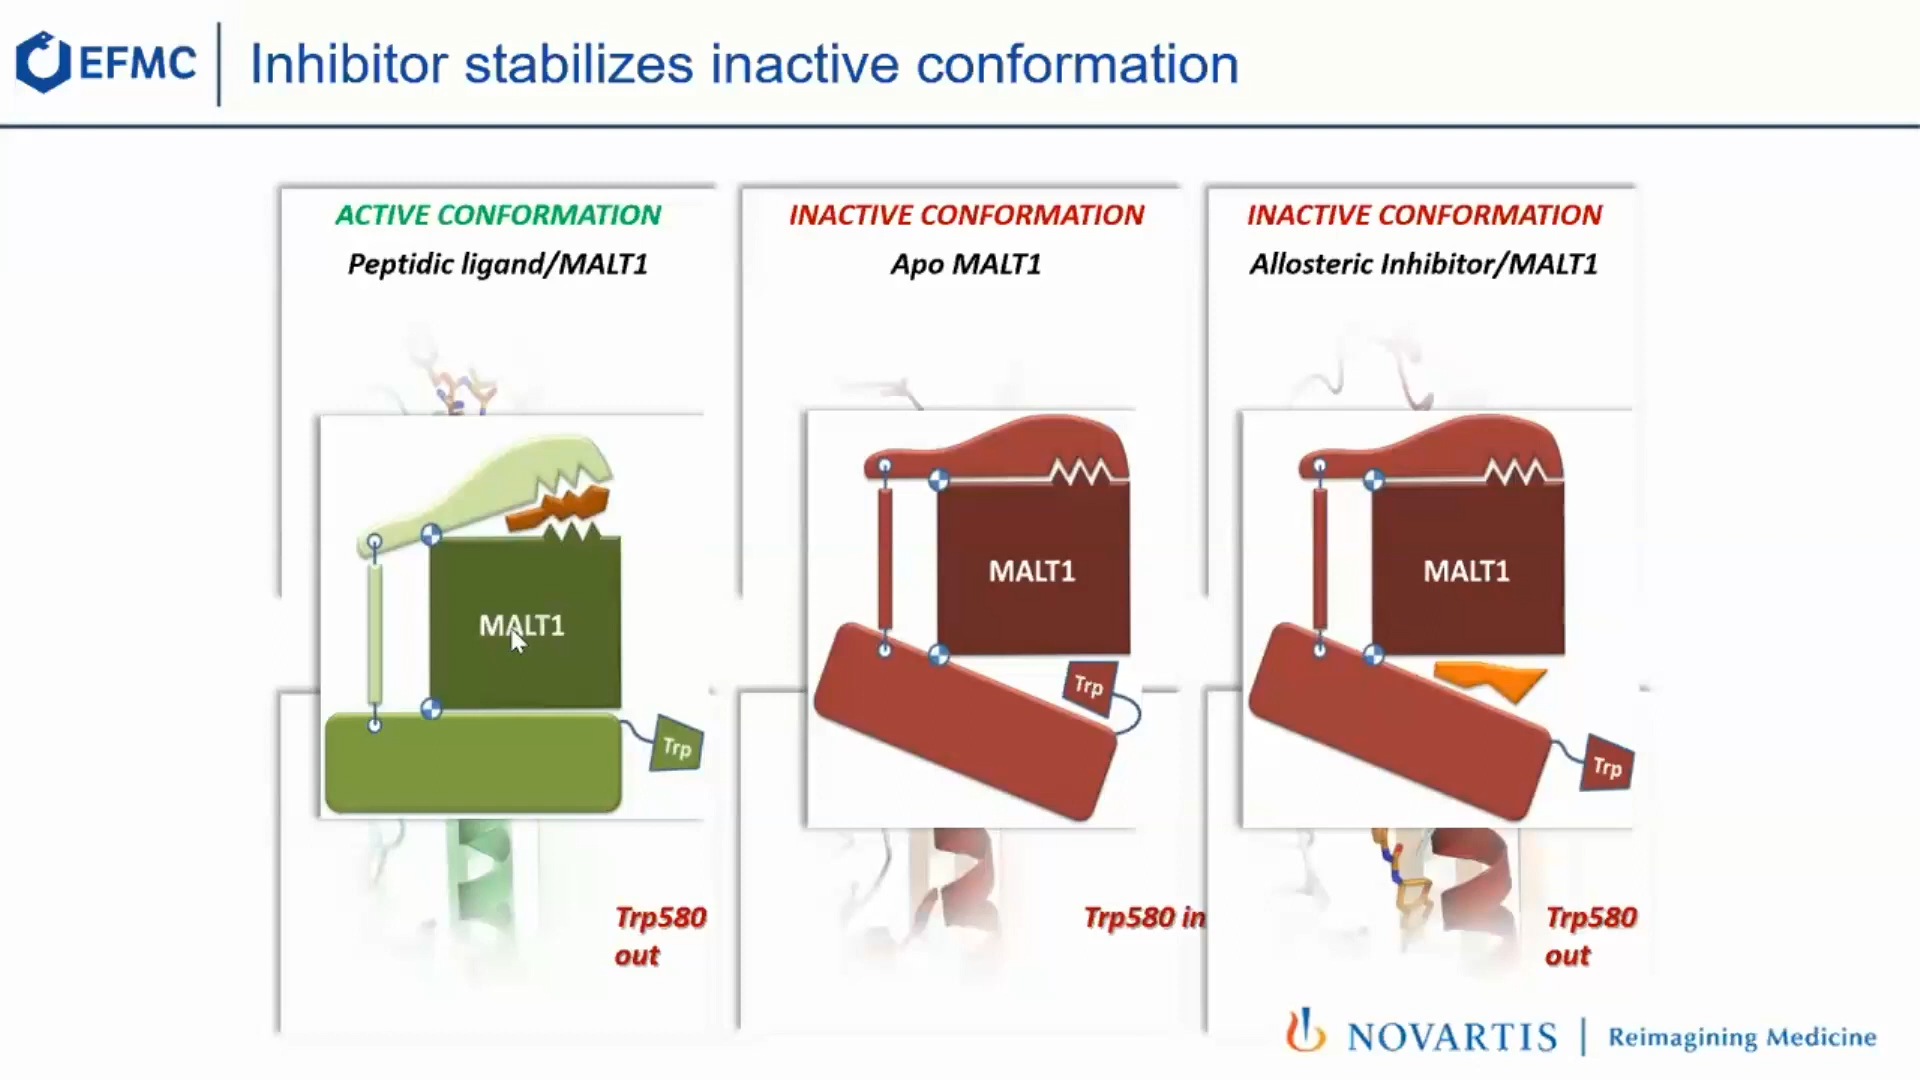 EFMC
Inhibitor stabilizes inactive conformation
ACTIVE CONFORMATION
Peptidic ligand/MALT1
MALT1
Trp
Trp580
out
INACTIVE CONFORMATION
Apo MALT1
MALT1
Trp
Trp580 in
INACTIVE CONFORMATION
Allosteric Inhibitor/MALT1
MALT1
Trp
Trp580
out
NOVARTIS | Reimagining Medicine